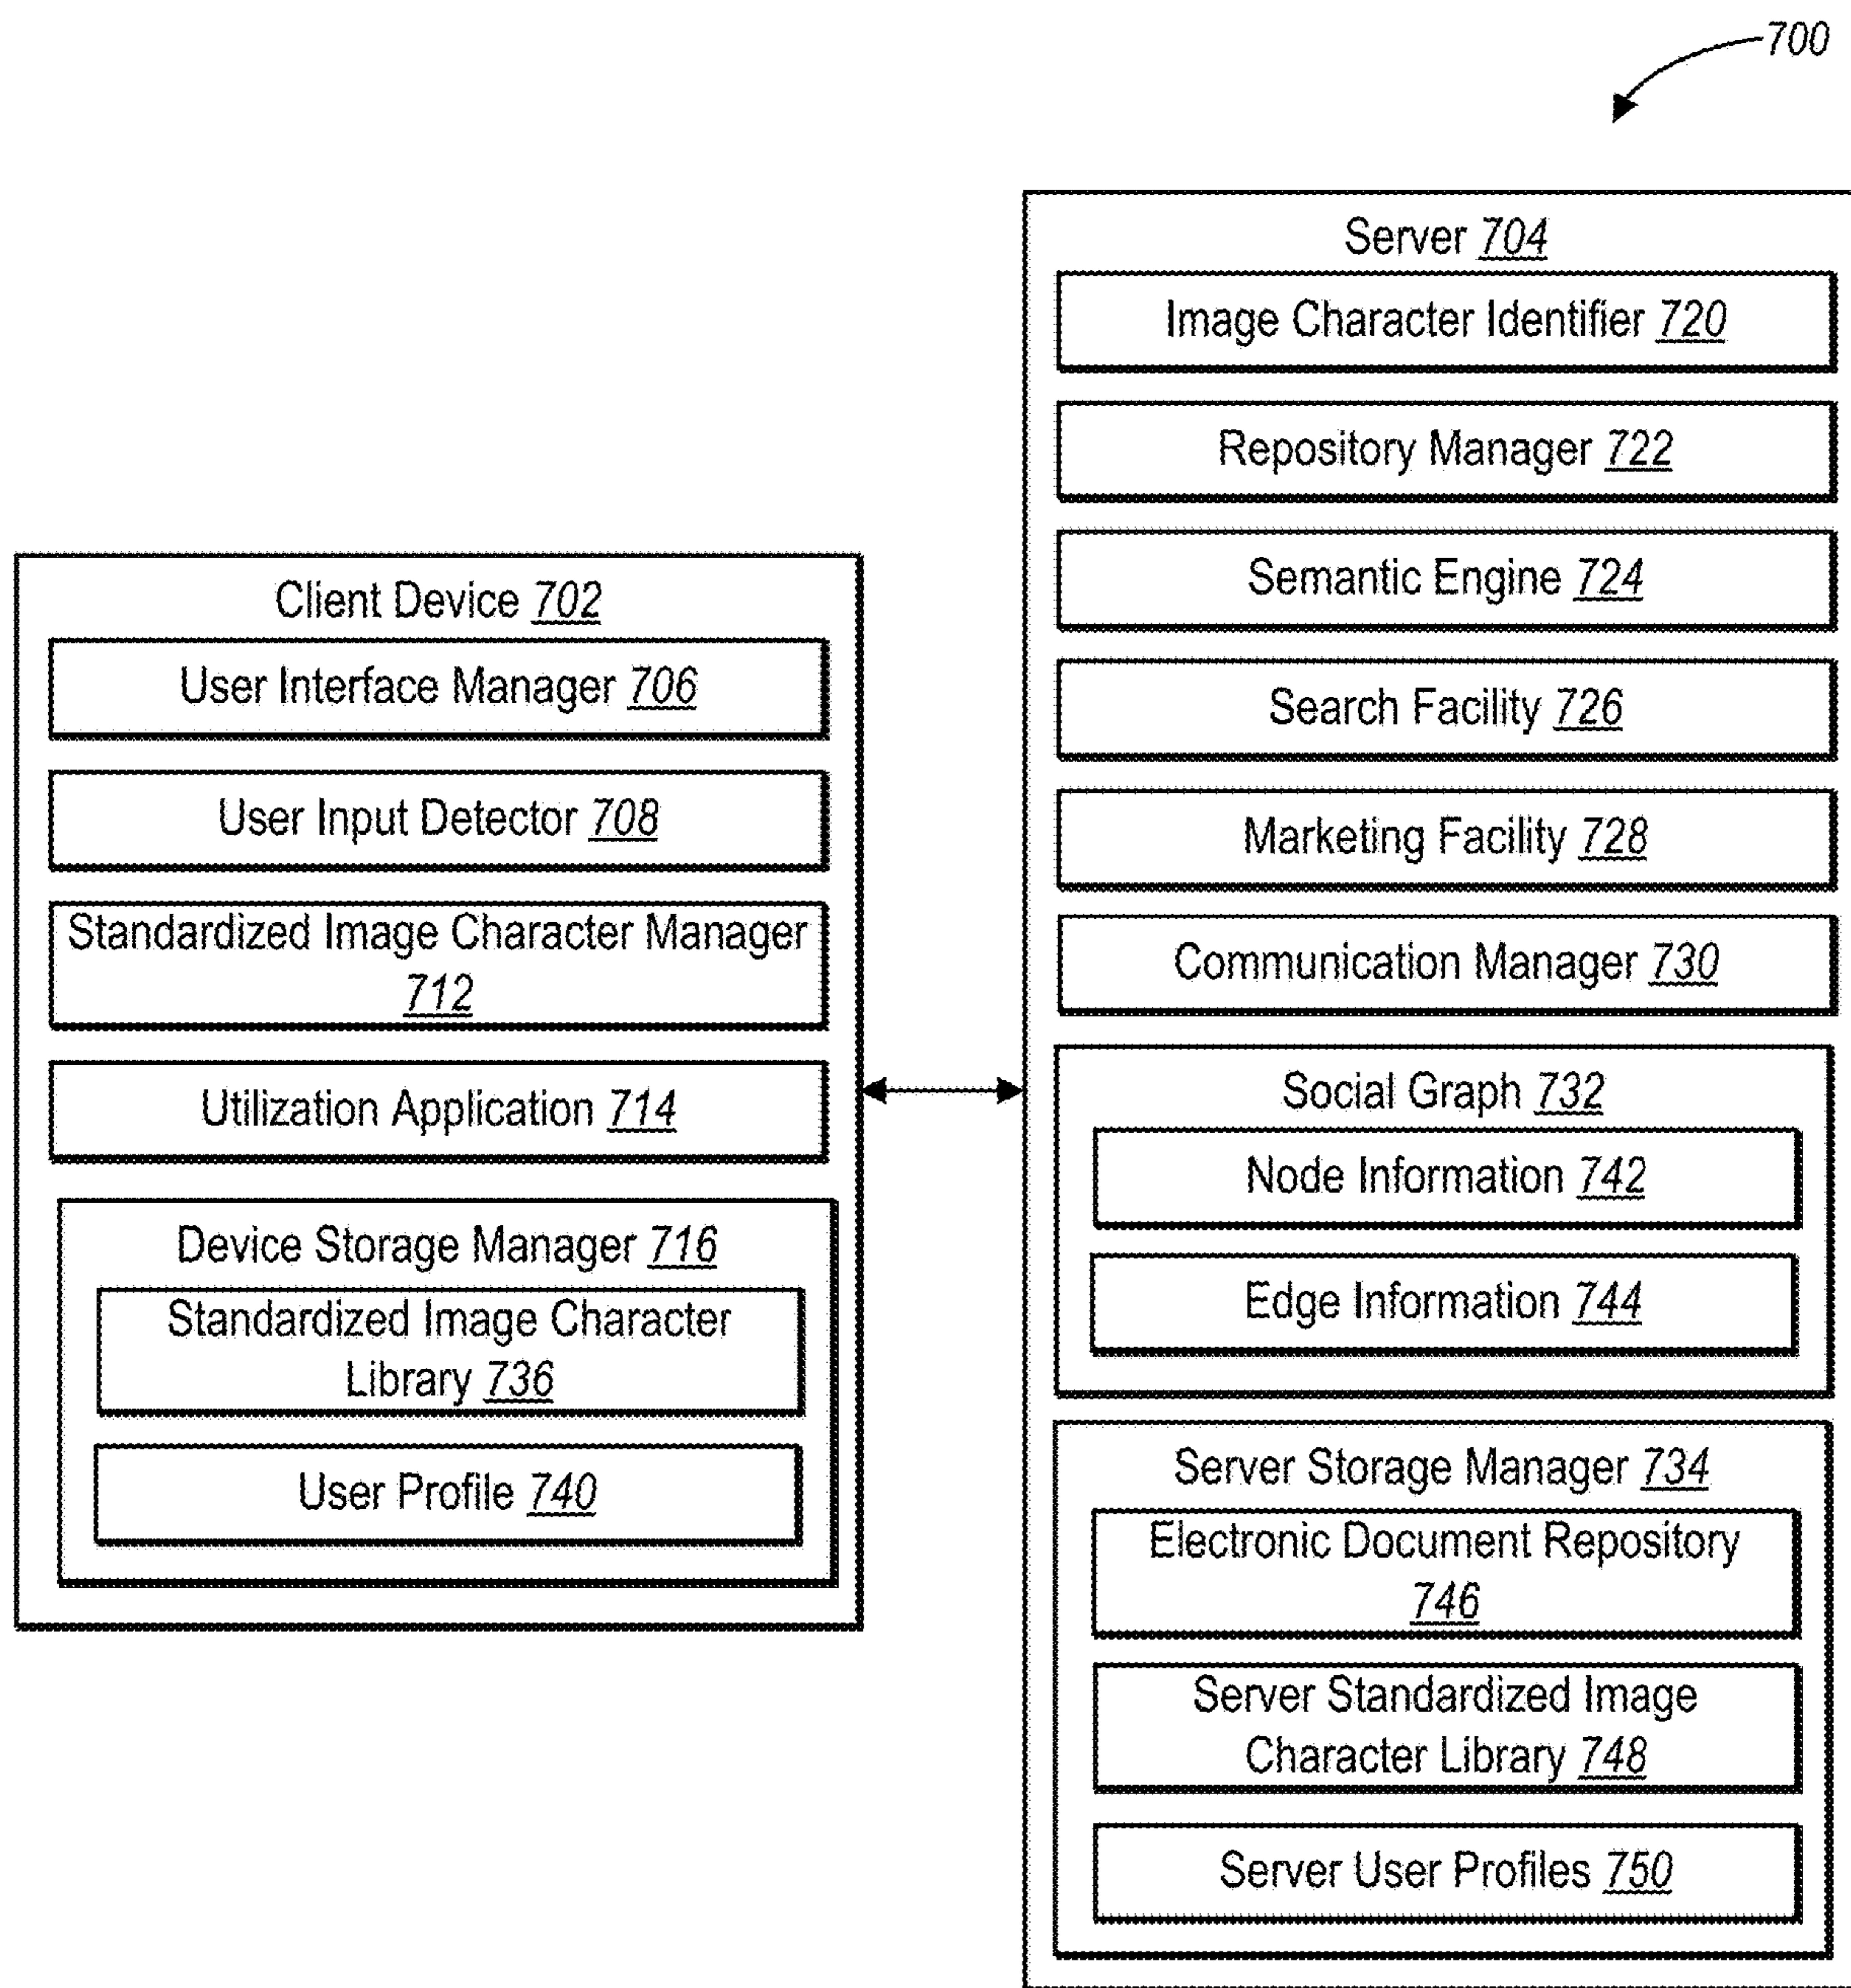 700
Client Device 702
User Interface Manager 706
User Input Detector 708
Standardized Image Character Manager
712
Utilization Application 714
Device Storage Manager 716
Standardized Image Character
Library 736
User Profile 740
Server 704
Image Character Identifier 720
Repository Manager 722
Semantic Engine 724
Search Facility 726
Marketing Facility 728
Communication Manager 730
Social Graph 732
Node Information 742
Edge Information 744
Server Storage Manager 734
Electronic Document Repository
746
Server Standardized Image
Character Library 748
Server User Profiles 750